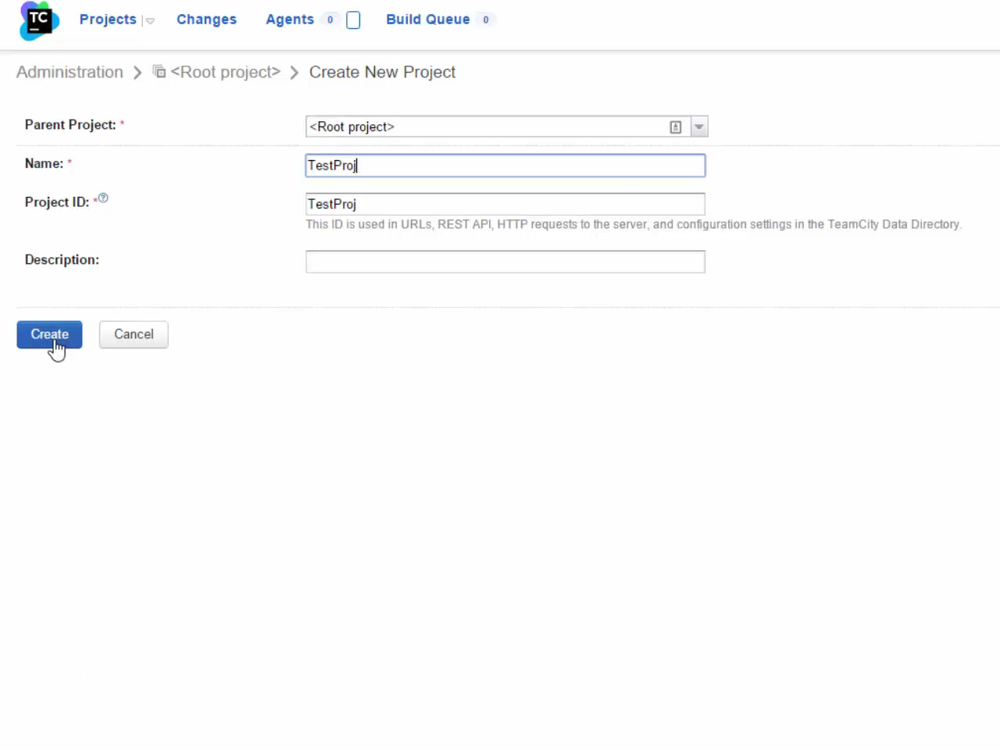 TC Projects Changes Agents 0 Build Queue 0
Administration <Root project> Create New Project
Parent Project: * <Root project>
Name: * TestProj
Project ID: * ? TestProj
This ID is used in URLs, REST API, HTTP requests to the server, and configuration settings in the TeamCity Data Directory.
Description:
Create Cancel